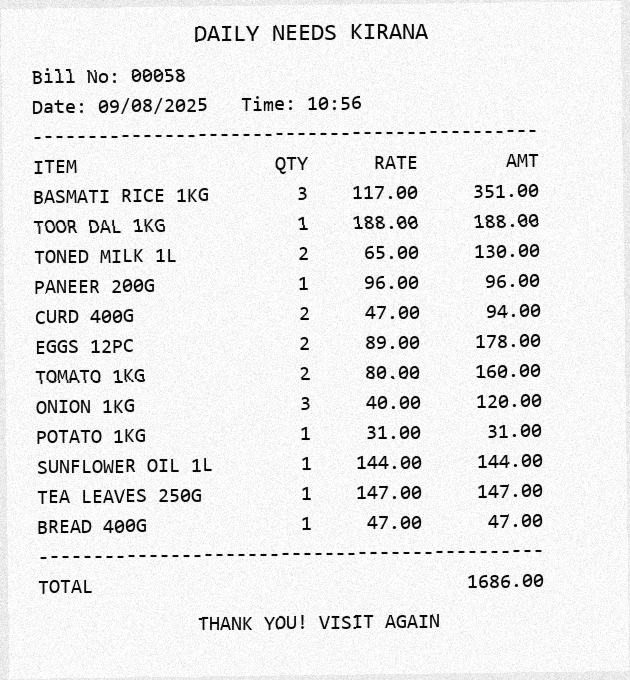 DAILY NEEDS KIRANA
Bill No: 00058
Date: 09/08/2025   Time: 10:56
----------------------------------------------
ITEM QTY RATE AMT
BASMATI RICE 1KG 3 117.00 351.00
TOOR DAL 1KG 1 188.00 188.00
TONED MILK 1L 2 65.00 130.00
PANEER 200G 1 96.00 96.00
CURD 400G 2 47.00 94.00
EGGS 12PC 2 89.00 178.00
TOMATO 1KG 2 80.00 160.00
ONION 1KG 3 40.00 120.00
POTATO 1KG 1 31.00 31.00
SUNFLOWER OIL 1L 1 144.00 144.00
TEA LEAVES 250G 1 147.00 147.00
BREAD 400G 1 47.00 47.00
----------------------------------------------
TOTAL 1686.00
THANK YOU! VISIT AGAIN